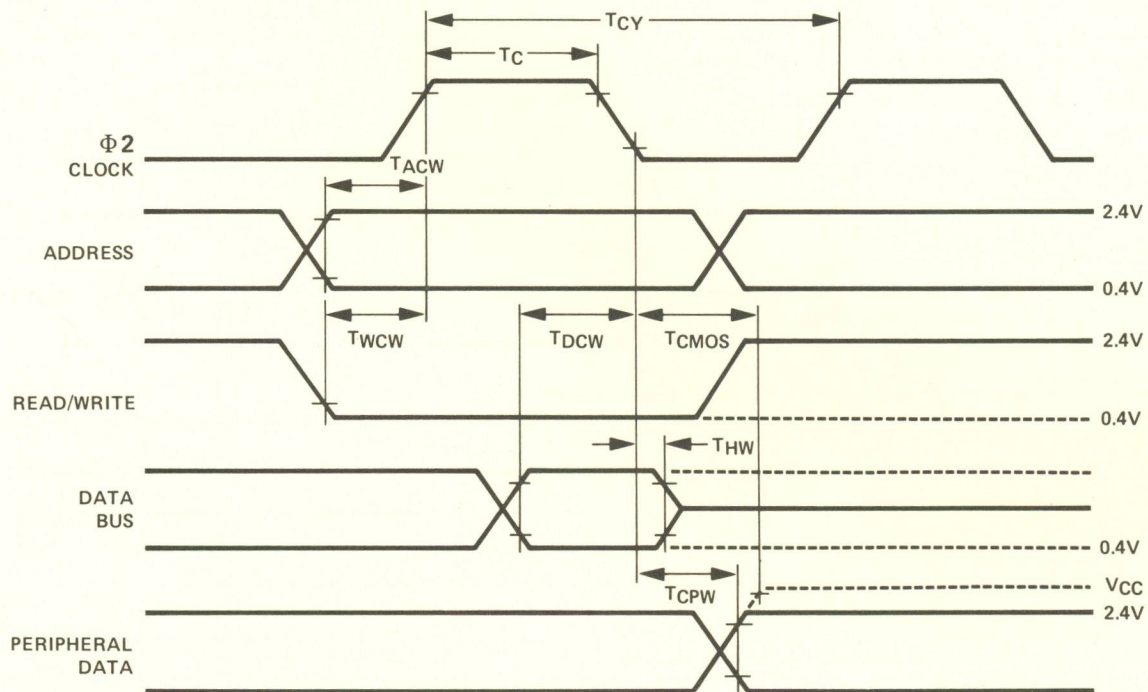 TCY
TC
Φ2
CLOCK
TACW
2.4V
ADDRESS
0.4V
TWCW
TDCW
TCMOS
2.4V
READ/WRITE
0.4V
THW
DATA
BUS
0.4V
TCPW
VCC
2.4V
PERIPHERAL
DATA